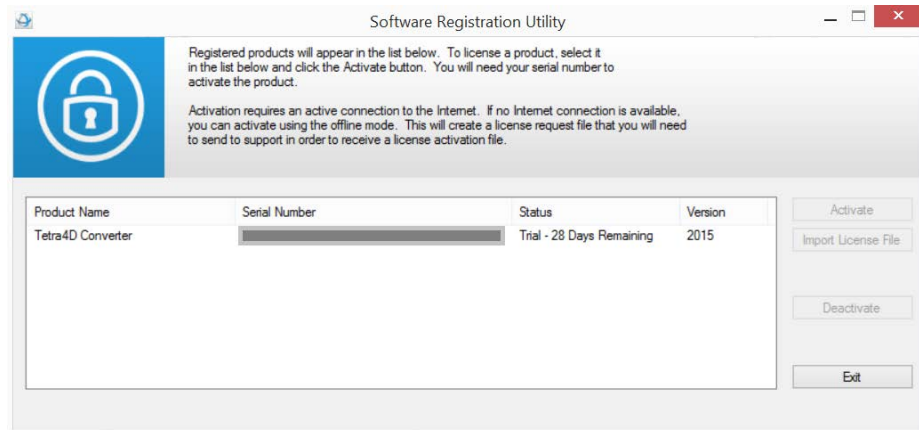 Software Registration Utility
Registered products will appear in the list below. To license a product, select it
in the list below and click the Activate button. You will need your serial number to
activate the product.
Activation requires an active connection to the Internet. If no Internet connection is available,
you can activate using the offline mode. This will create a license request file that you will need
to send to support in order to receive a license activation file.
Product Name Serial Number Status Version
Tetra4D Converter Trial - 28 Days Remaining 2015
Activate
Import License File
Deactivate
Exit